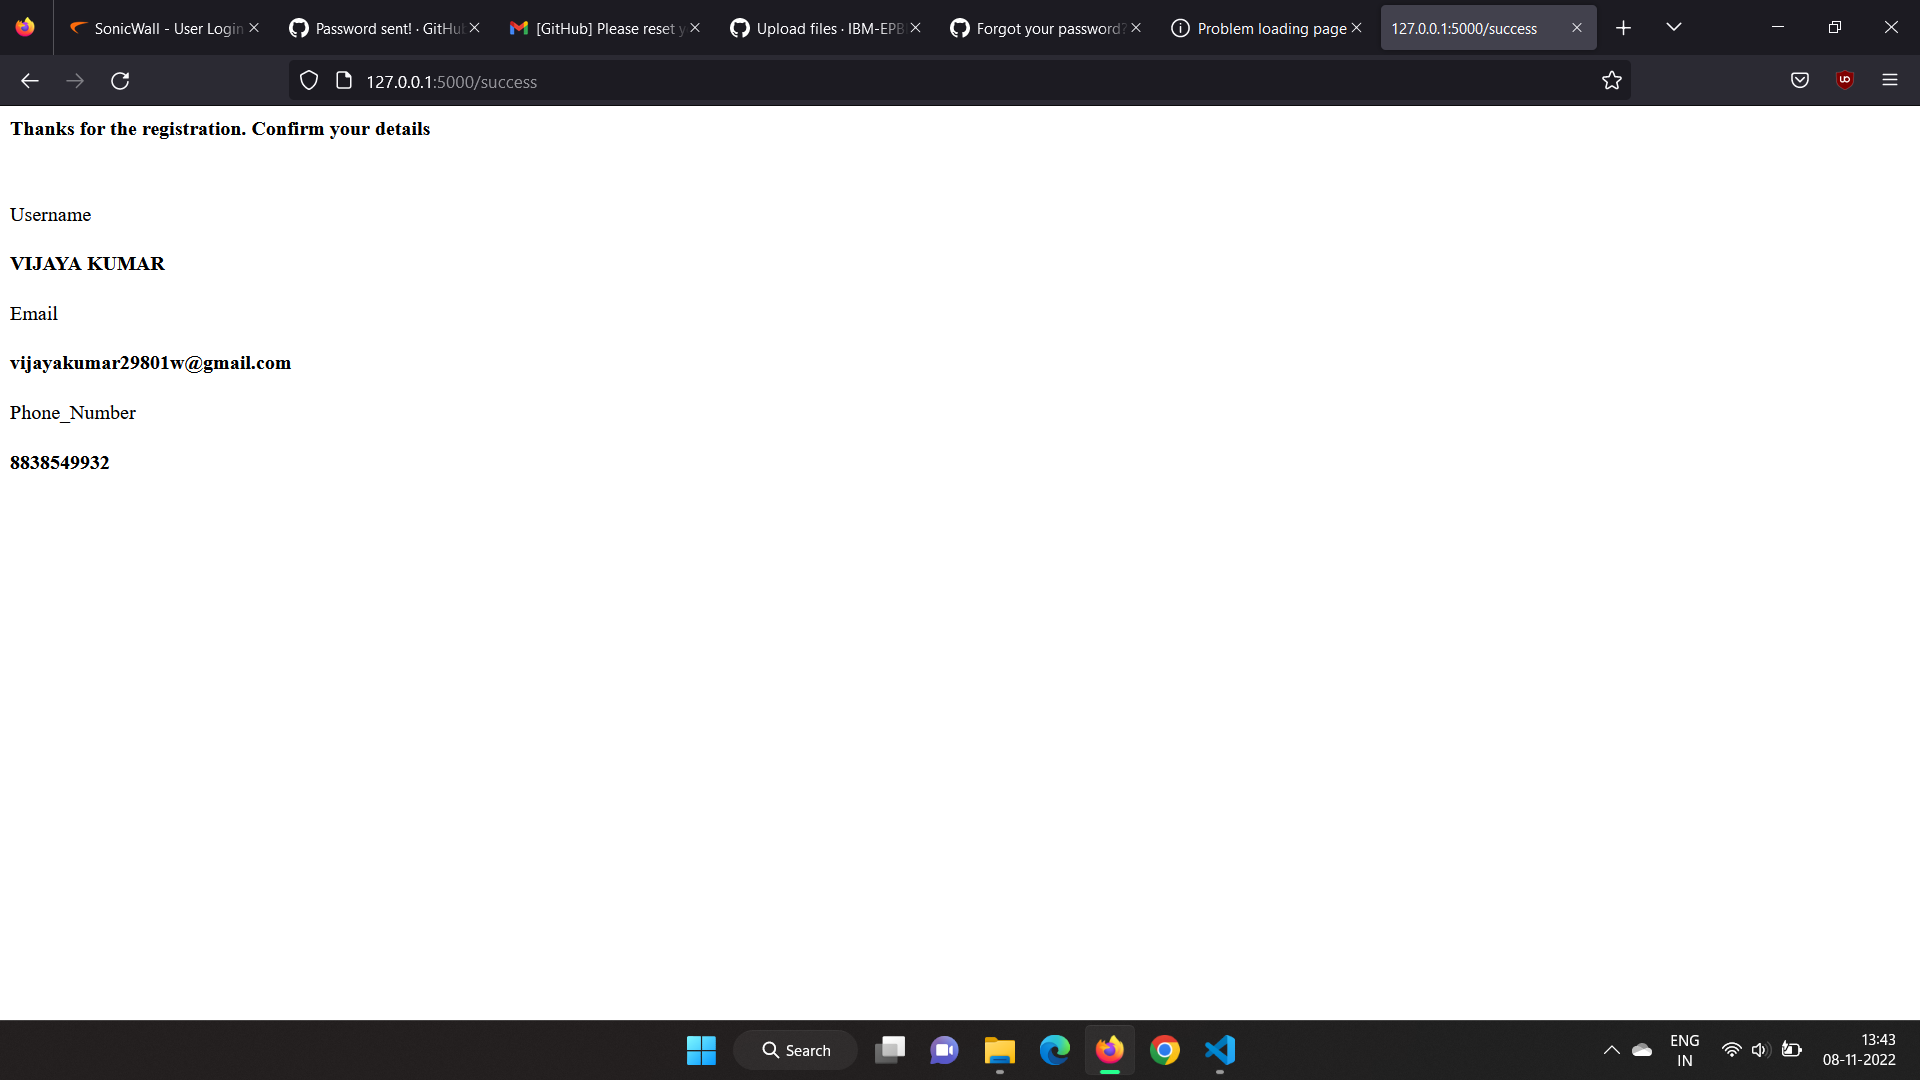 SonicWall - User Login
Password sent! · GitHub
[GitHub] Please reset y
Upload files · IBM-EPB
Forgot your password?
Problem loading page
127.0.0.1:5000/success
127.0.0.1:5000/success
Thanks for the registration. Confirm your details
Username
VIJAYA KUMAR
Email
vijayakumar29801w@gmail.com
Phone_Number
8838549932
Search
ENG
IN
13:43
08-11-2022